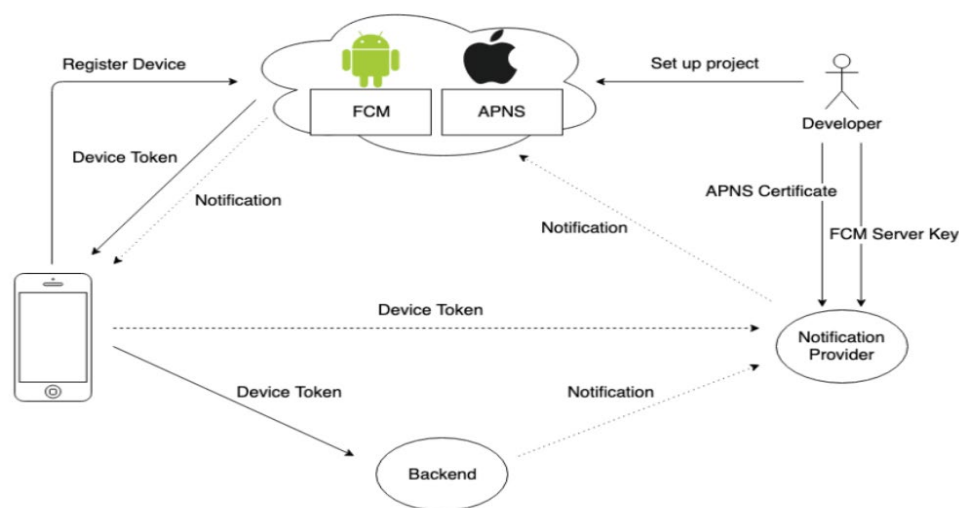 Register Device
Set up project
FCM
APNS
Developer
Device Token
APNS Certificate
Notification
Notification
FCM Server Key
Device Token
Notification
Provider
Device Token
Notification
Backend